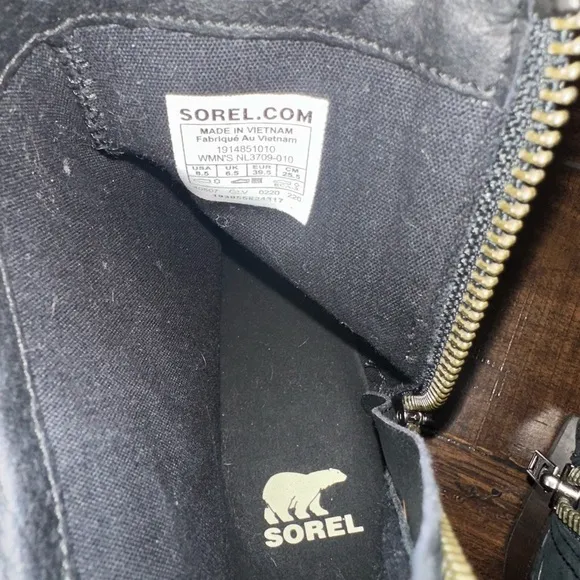 SOREL.COM
MADE IN VIETNAM
Fabriqué Au Vietnam
1914851010
WMN'S NL3709-010
USA UK EUR CM
8.5 6.5 39.5 25.5
SOREL